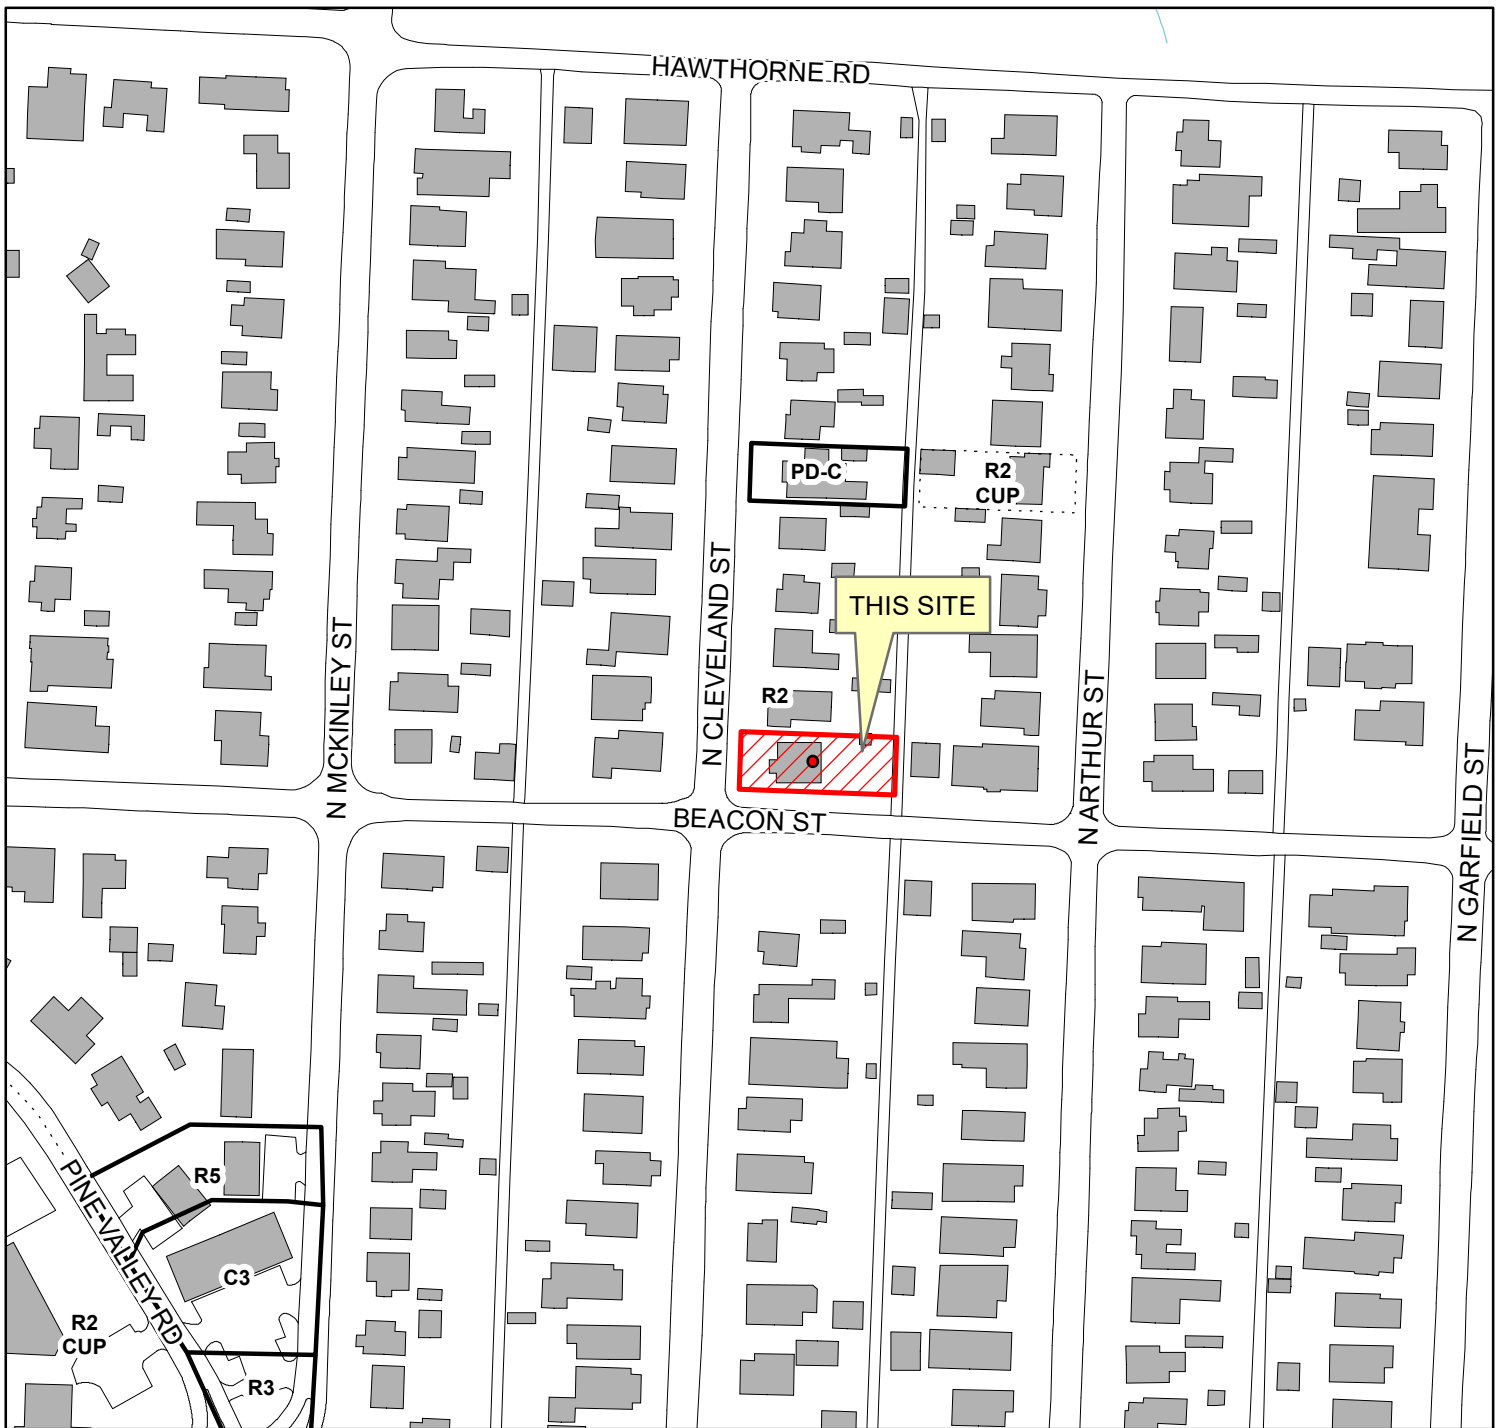 HAWTHORNE RD
PD-C
R2
CUP
N CLEVELAND ST
THIS SITE
N MCKINLEY ST
R2
N ARTHUR ST
N GARFIELD ST
BEACON ST
PINE VALLEY RD
R5
C3
R2
CUP
R3